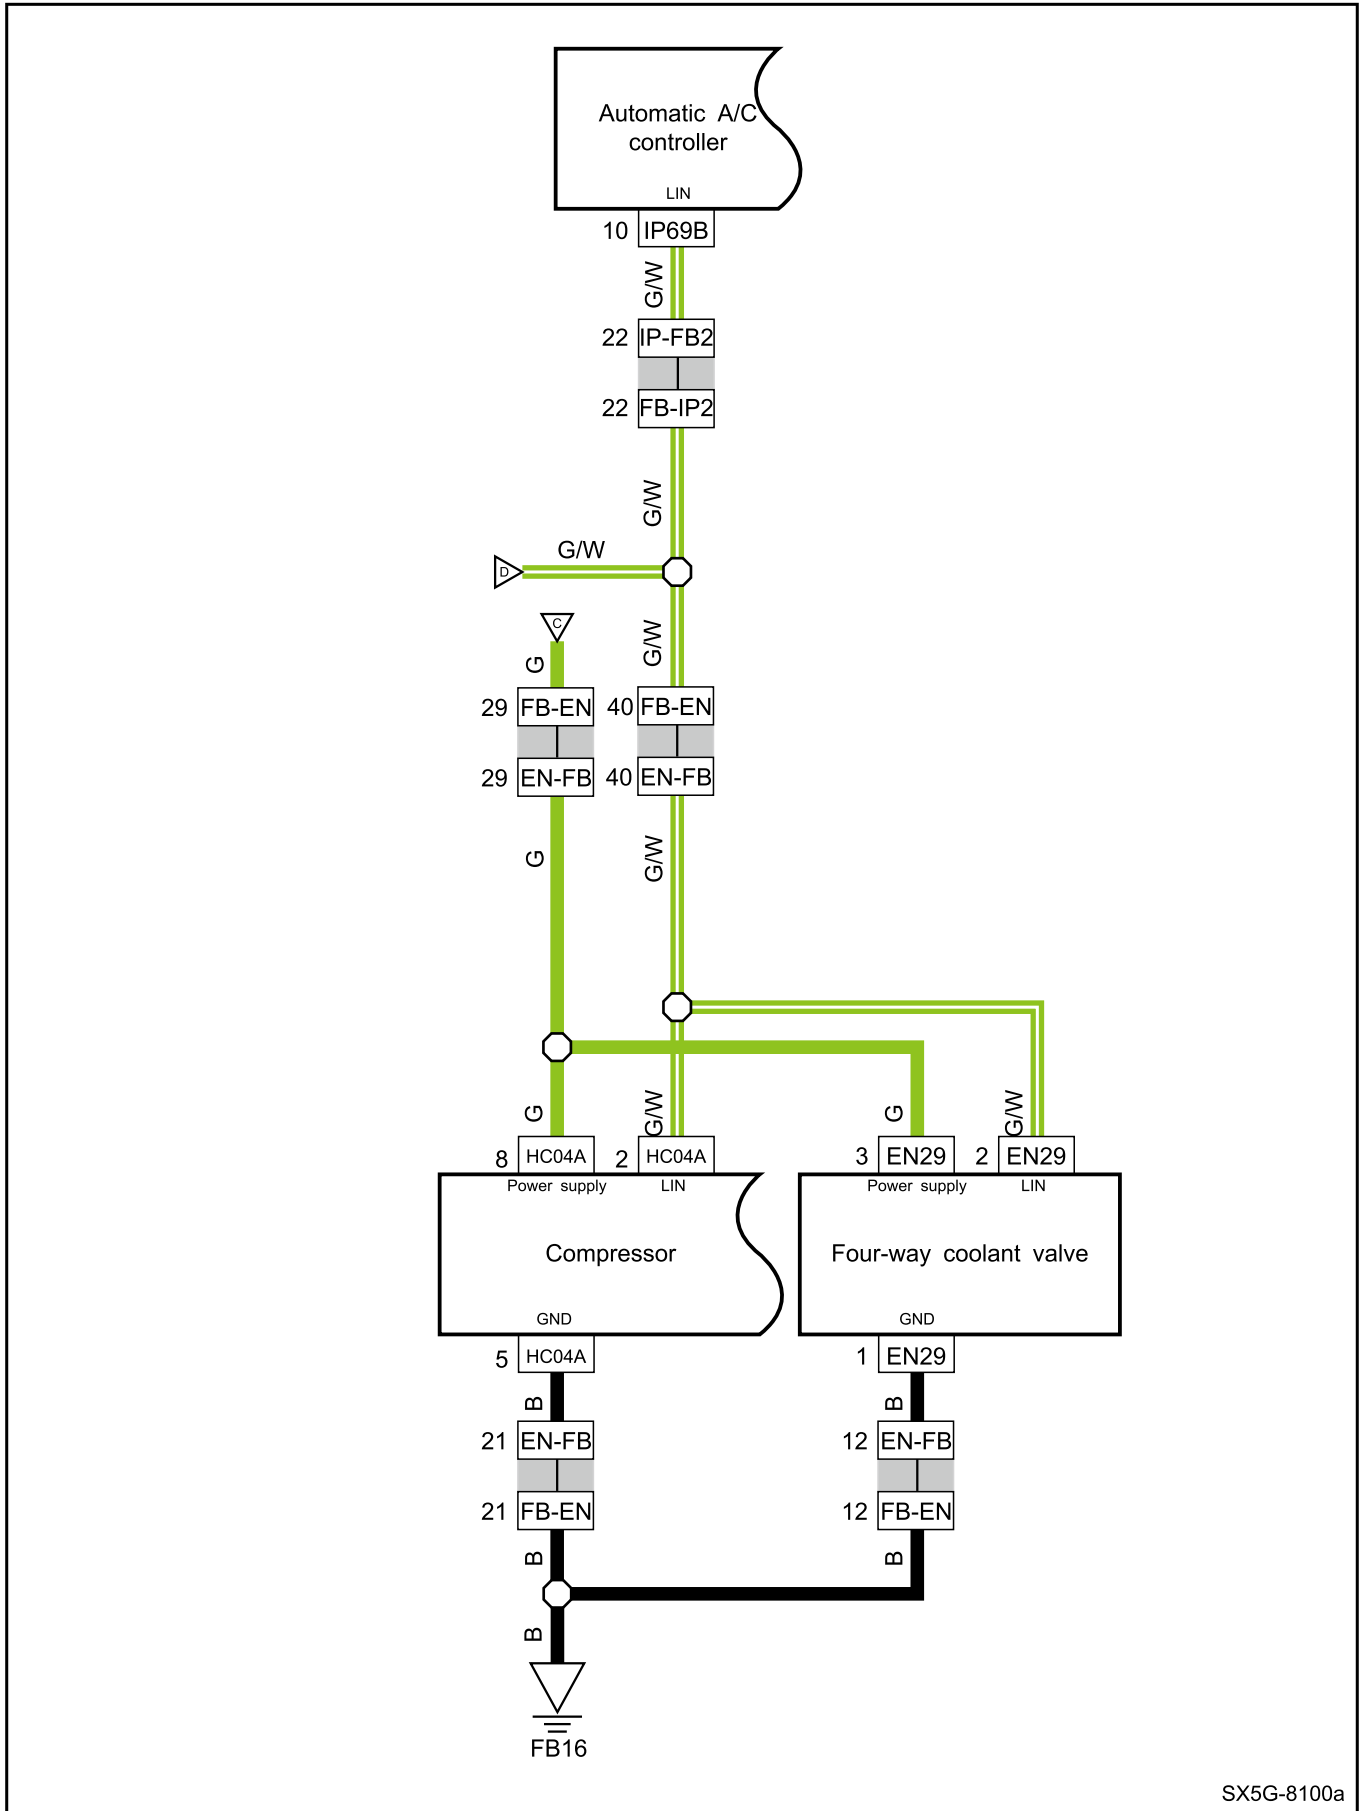 Automatic A/C
controller
LIN
10 IP69B
G/W
22 IP-FB2
22 FB-IP2
G/W
G/W
D
C
G
G/W
29 FB-EN 40 FB-EN
29 EN-FB 40 EN-FB
G
G/W
G
G/W
G
G/W
8 HC04A 2 HC04A 3 EN29 2 EN29
Power supply LIN Power supply LIN
Compressor Four-way coolant valve
GND GND
5 HC04A 1 EN29
B B
21 EN-FB 12 EN-FB
21 FB-EN 12 FB-EN
B B
B
FB16
SX5G-8100a